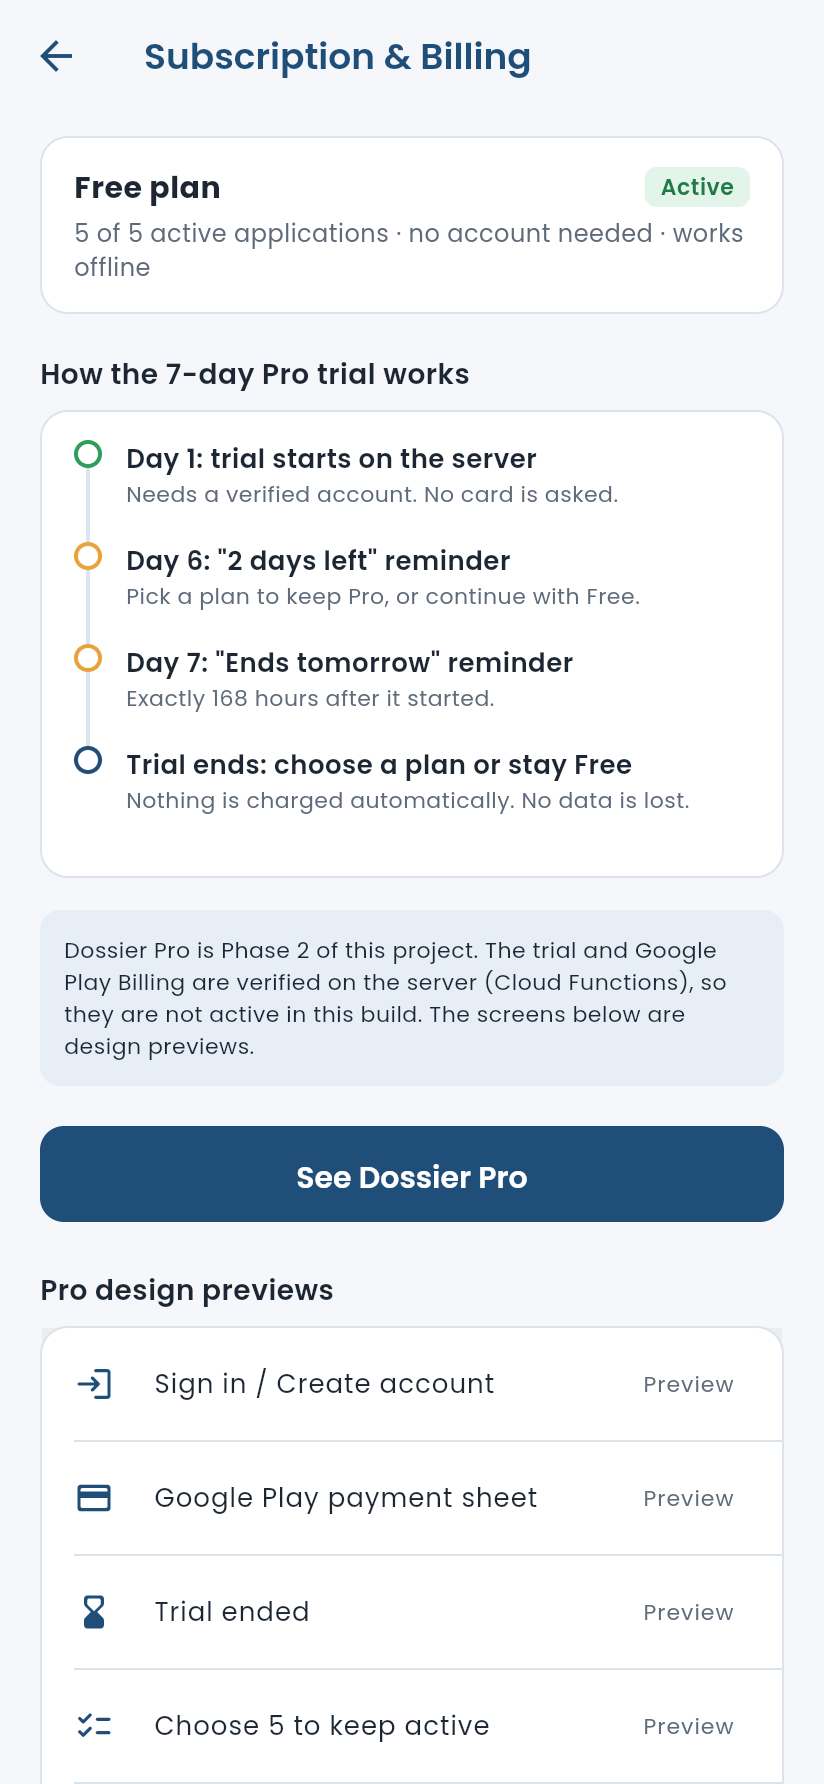 Subscription & Billing
Free plan
Active
5 of 5 active applications · no account needed · works
offline
How the 7-day Pro trial works
Day 1: trial starts on the server
Needs a verified account. No card is asked.
Day 6: "2 days left" reminder
Pick a plan to keep Pro, or continue with Free.
Day 7: "Ends tomorrow" reminder
Exactly 168 hours after it started.
Trial ends: choose a plan or stay Free
Nothing is charged automatically. No data is lost.
Dossier Pro is Phase 2 of this project. The trial and Google
Play Billing are verified on the server (Cloud Functions), so
they are not active in this build. The screens below are
design previews.
See Dossier Pro
Pro design previews
Sign in / Create account
Preview
Google Play payment sheet
Preview
Trial ended
Preview
Choose 5 to keep active
Preview